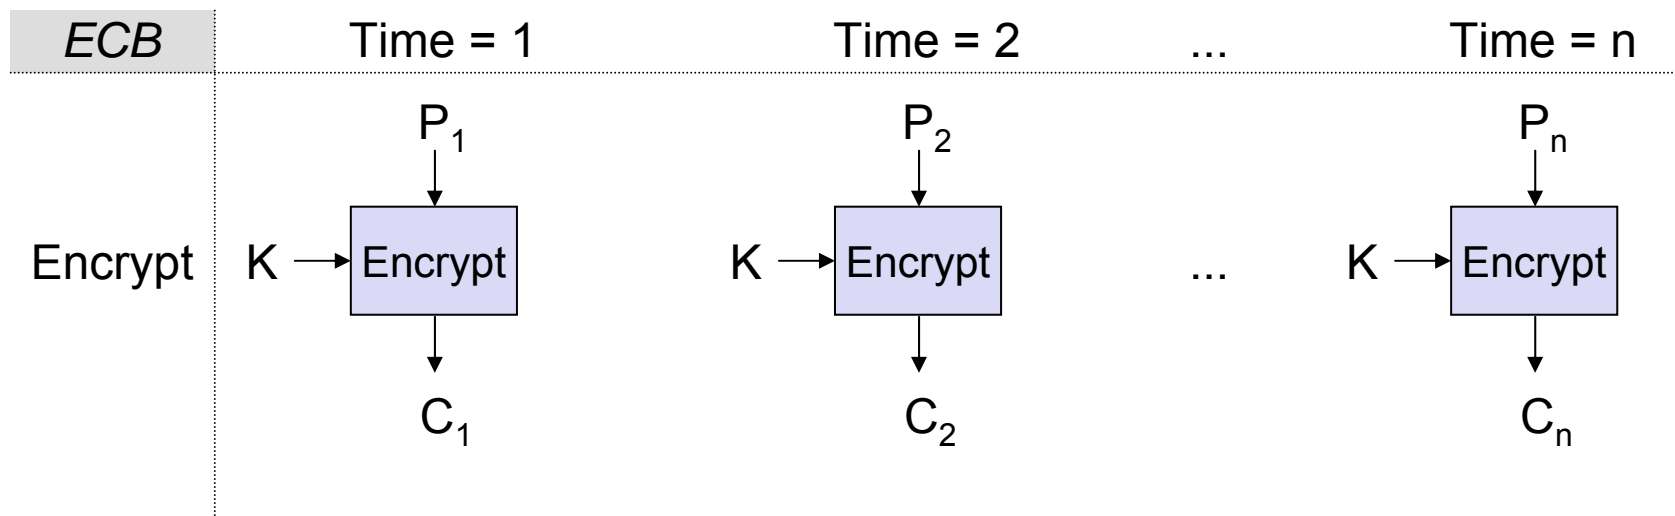 ECB Time = 1 Time = 2 ... Time = n
P₁ P₂ Pₙ
Encrypt K Encrypt K Encrypt ... K Encrypt
C₁ C₂ Cₙ